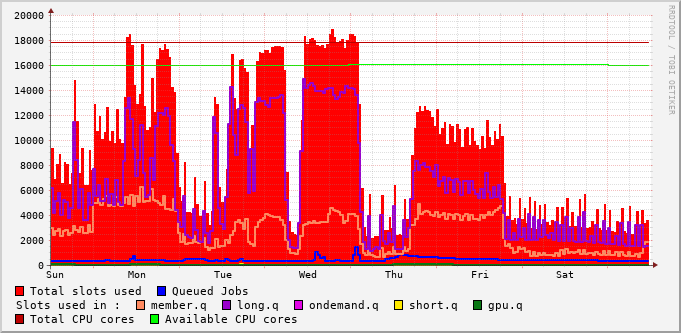 20000
18000
16000
14000
12000
10000
8000
6000
4000
2000
0
Sun Mon Tue Wed Thu Fri Sat
RRDTOOL / TOBI OETIKER
Total slots used Queued Jobs
Slots used in : member.q long.q ondemand.q short.q gpu.q
Total CPU cores Available CPU cores